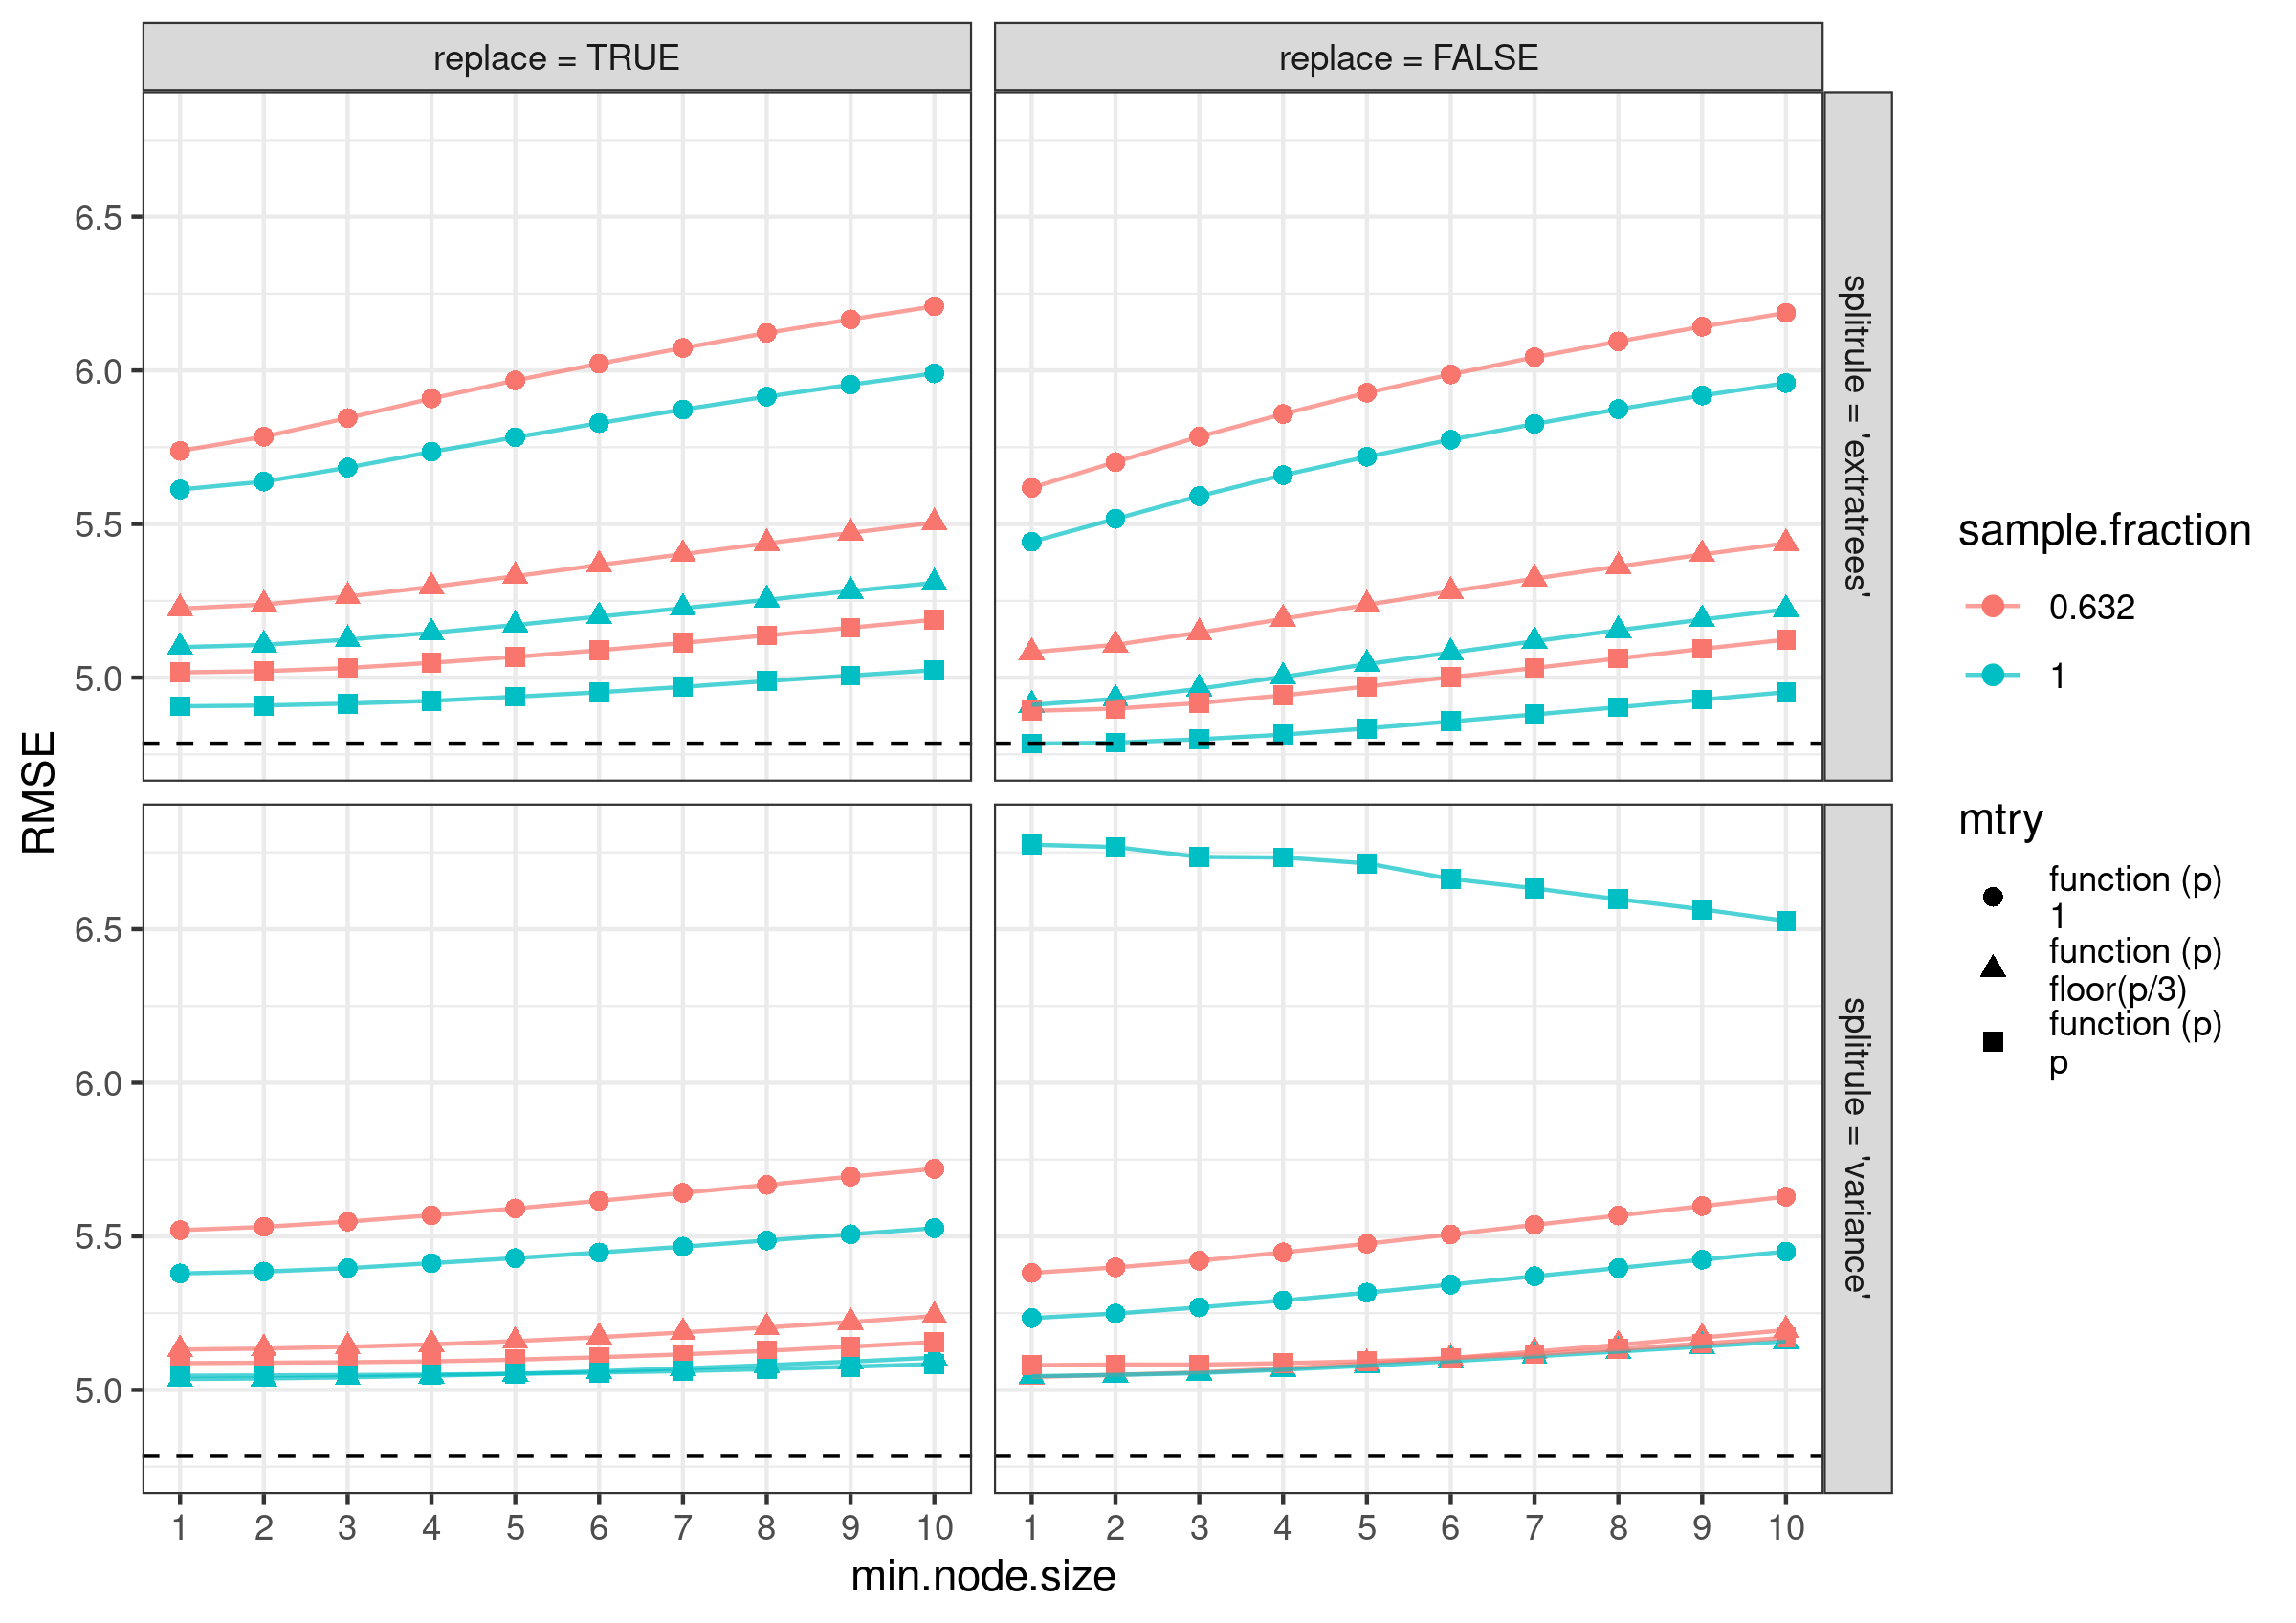 replace = TRUE
replace = FALSE
6.5
6.0
5.5
5.0
splitrule = 'extratrees'
6.5
6.0
5.5
5.0
splitrule = 'variance'
RMSE
1 2 3 4 5 6 7 8 9 10
1 2 3 4 5 6 7 8 9 10
min.node.size
sample.fraction
0.632
1
mtry
function (p)
1
function (p)
floor(p/3)
function (p)
p